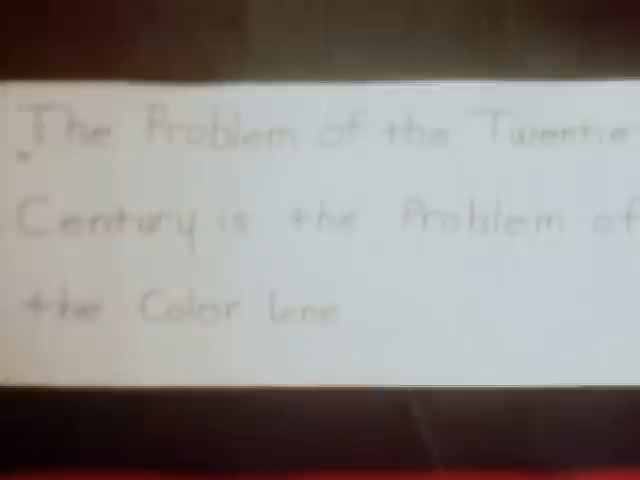 The Problem of the Twentie
Century is the Problem of
the Color line